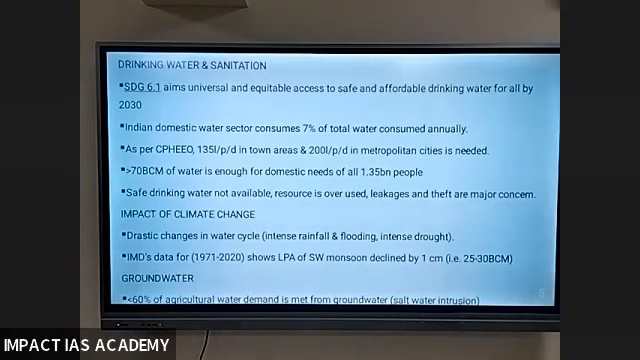 DRINKING WATER & SANITATION
▪SDG 6.1 aims universal and equitable access to safe and affordable drinking water for all by
2030
▪Indian domestic water sector consumes 7% of total water consumed annually.
▪As per CPHEEO, 135l/p/d in town areas & 200l/p/d in metropolitan cities is needed.
▪>70BCM of water is enough for domestic needs of all 1.35bn people
▪Safe drinking water not available, resource is over used, leakages and theft are major concern.
IMPACT OF CLIMATE CHANGE
▪Drastic changes in water cycle (intense rainfall & flooding, intense drought).
▪IMD's data for (1971-2020) shows LPA of SW monsoon declined by 1 cm (i.e. 25-30BCM)
GROUNDWATER
▪<60% of agricultural water demand is met from groundwater (salt water intrusion)
5
IMPACT IAS ACADEMY